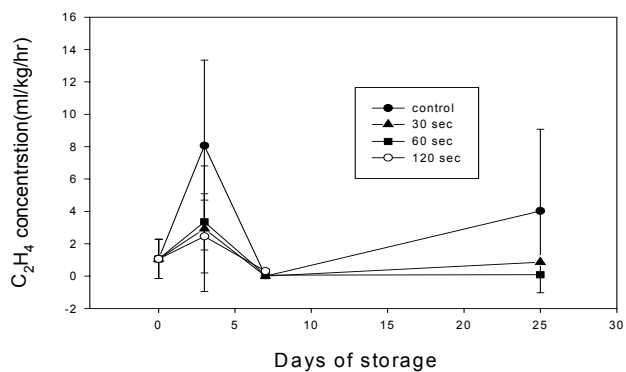 16
14
12
10
8
6
4
2
0
-2
C2H4 concentrstion(ml/kg/hr)
control
30 sec
60 sec
120 sec
0 5 10 15 20 25 30
Days of storage